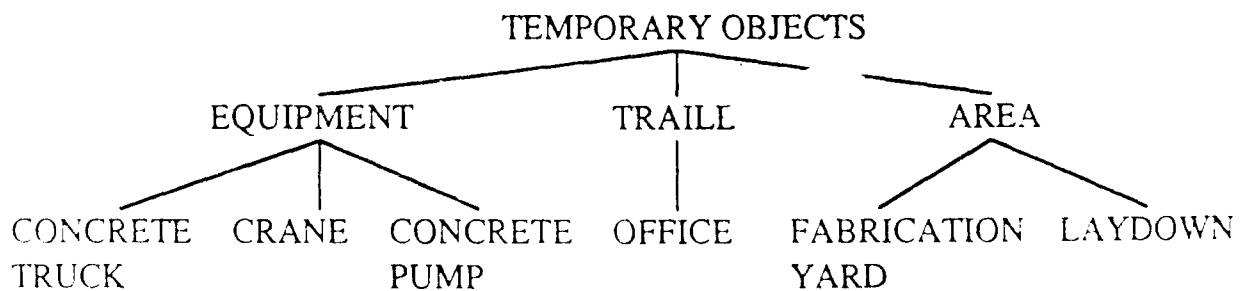 TEMPORARY OBJECTS
EQUIPMENT TRAILL AREA
CONCRETE CRANE CONCRETE OFFICE FABRICATION LAYDOWN
TRUCK PUMP YARD